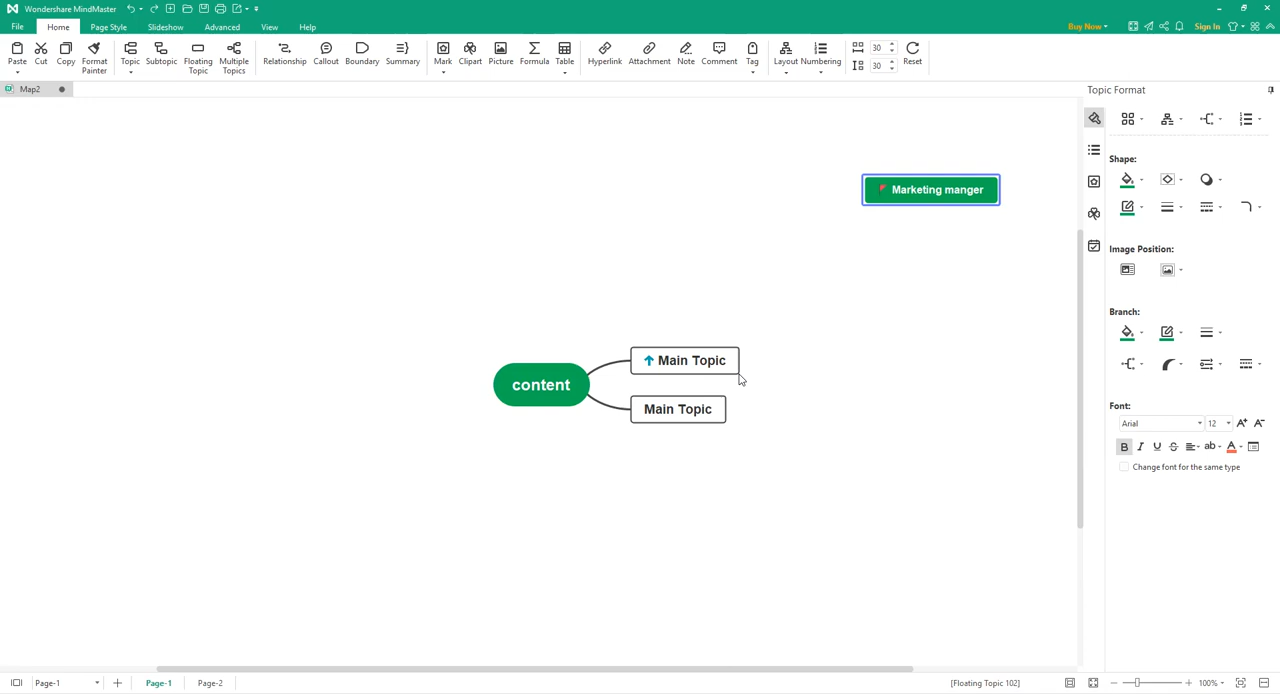 Wondershare MindMaster
File Home Page Style Slideshow Advanced View Help Buy Now Sign In
Paste Cut Copy Format Painter Topic Subtopic Floating Topic Multiple Topics Relationship Callout Boundary Summary Mark Clipart Picture Formula Table Hyperlink Attachment Note Comment Tag Layout Numbering 30 30 Reset
Map2
Topic Format
Shape:
Marketing manger
Image Position:
Branch:
Main Topic
content
Main Topic
Font:
Arial 12
B I U S ab A
Change font for the same type
Page-1 Page-1 Page-2 [Floating Topic 102] 100%